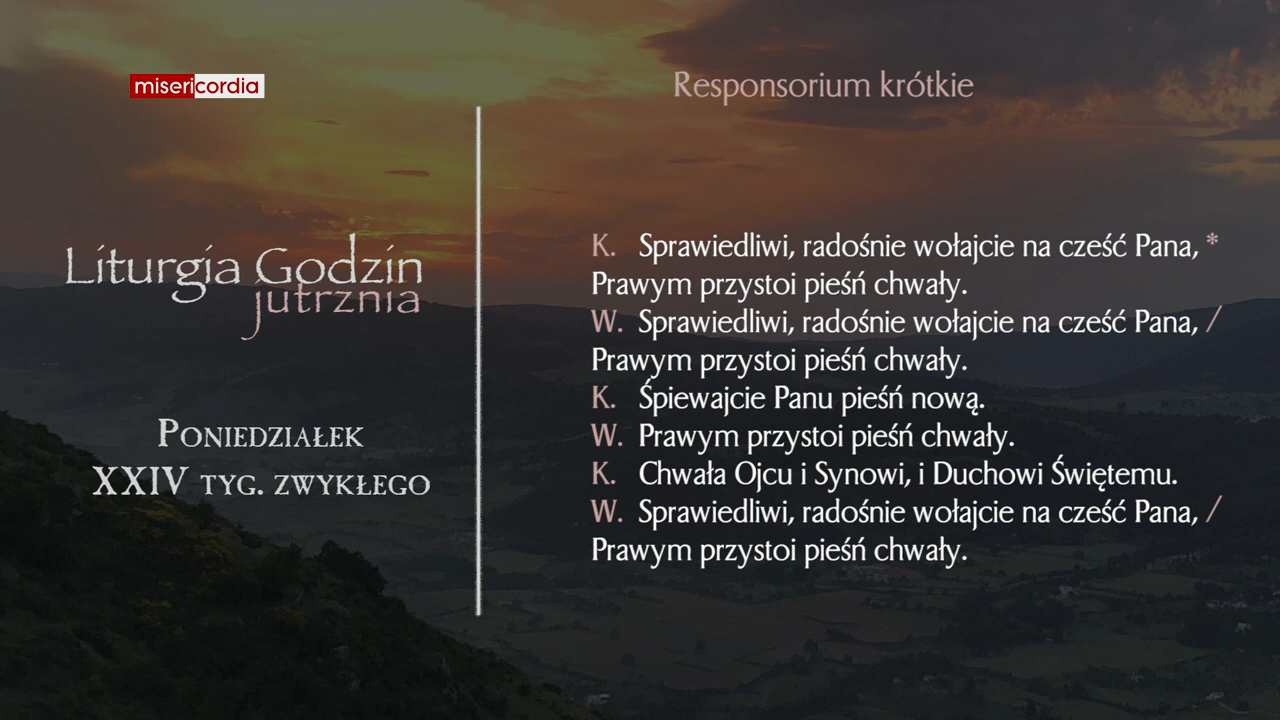 misericordia
Responsorium krótkie
Liturgia Godzin
jutrznia
Poniedziałek
XXIV tyg. zwykłego
K. Sprawiedliwi, radośnie wołajcie na cześć Pana, *
Prawym przystoi pieśń chwały.
W. Sprawiedliwi, radośnie wołajcie na cześć Pana, /
Prawym przystoi pieśń chwały.
K. Śpiewajcie Panu pieśń nową.
W. Prawym przystoi pieśń chwały.
K. Chwała Ojcu i Synowi, i Duchowi Świętemu.
W. Sprawiedliwi, radośnie wołajcie na cześć Pana, /
Prawym przystoi pieśń chwały.